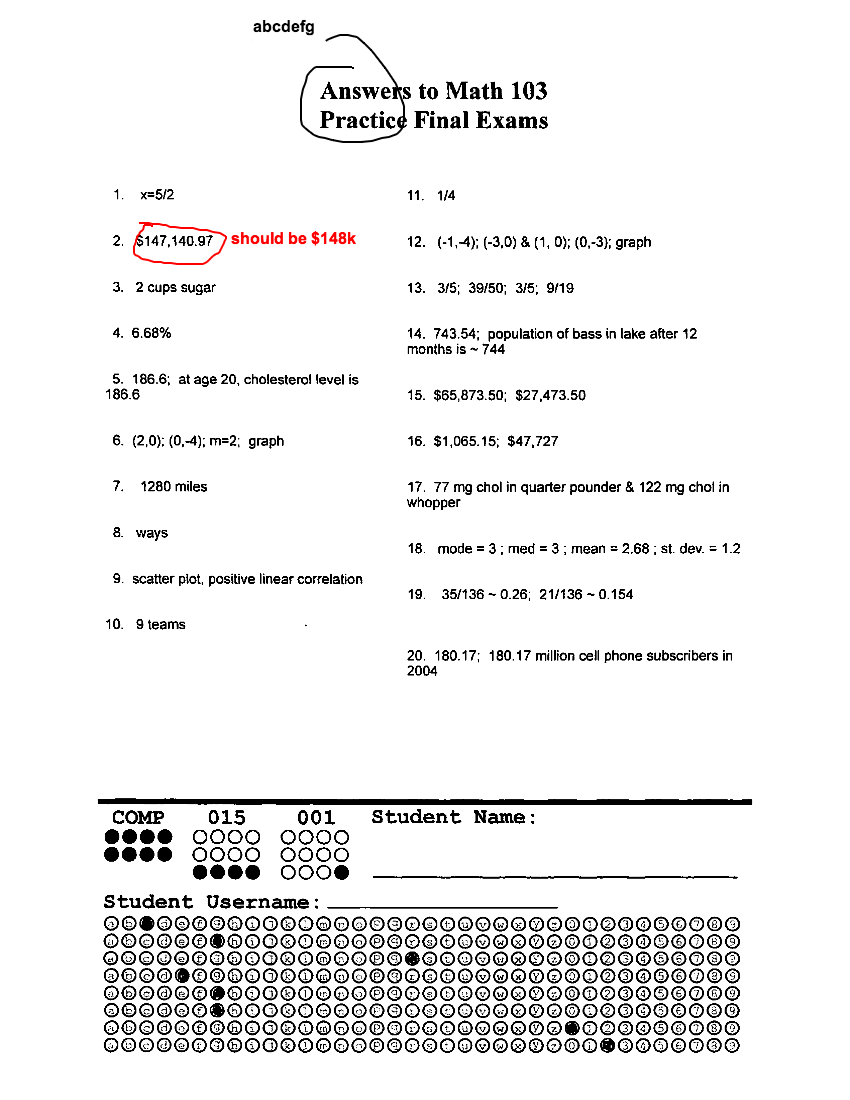 abcdefg
Answers to Math 103
Practice Final Exams
1. x=5/2
2. $147,140.97 should be $148k
3. 2 cups sugar
4. 6.68%
5. 186.6; at age 20, cholesterol level is
186.6
6. (2,0); (0,-4); m=2; graph
7. 1280 miles
8. ways
9. scatter plot, positive linear correlation
10. 9 teams
11. 1/4
12. (-1,-4); (-3,0) & (1, 0); (0,-3); graph
13. 3/5; 39/50; 3/5; 9/19
14. 743.54; population of bass in lake after 12
months is ~ 744
15. $65,873.50; $27,473.50
16. $1,065.15; $47,727
17. 77 mg chol in quarter pounder & 122 mg chol in
whopper
18. mode = 3 ; med = 3 ; mean = 2.68 ; st. dev. = 1.2
19. 35/136 ~ 0.26; 21/136 ~ 0.154
20. 180.17; 180.17 million cell phone subscribers in
2004
COMP 015 001 Student Name:
Student Username: